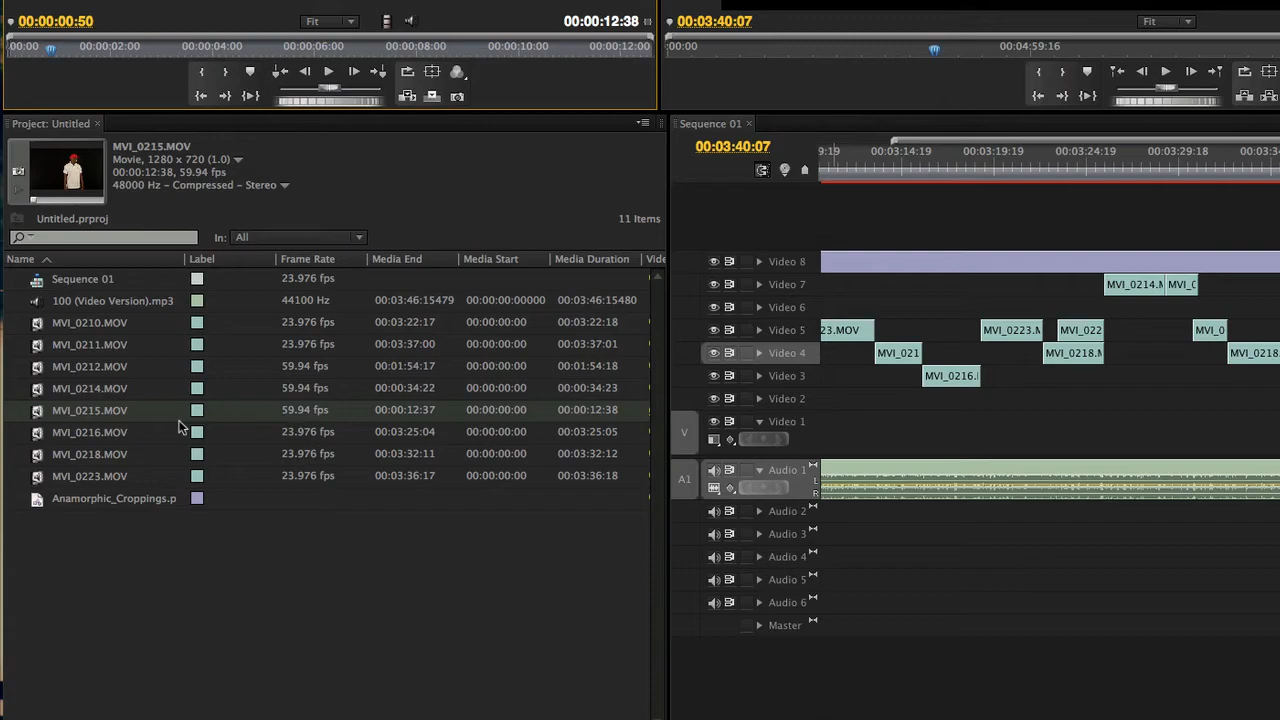 00:00:00:50
Fit
00:00:12:38
00:03:40:07
Fit
:00:00
00:00:02:00
00:00:04:00
00:00:06:00
00:00:08:00
00:00:10:00
00:00:12:00
:00:00
00:04:59:16
Project: Untitled
MVI_0215.MOV
Movie, 1280 x 720 (1.0)
00:00:12:38, 59.94 fps
48000 Hz - Compressed - Stereo
Untitled.prproj
11 Items
In:
All
Name
Label
Frame Rate
Media End
Media Start
Media Duration
Vide
Sequence 01
23.976 fps
100 (Video Version).mp3
44100 Hz
00:03:46:15479
00:00:00:00000
00:03:46:15480
MVI_0210.MOV
23.976 fps
00:03:22:17
00:00:00:00
00:03:22:18
MVI_0211.MOV
23.976 fps
00:03:37:00
00:00:00:00
00:03:37:01
MVI_0212.MOV
59.94 fps
00:01:54:17
00:00:00:00
00:01:54:18
MVI_0214.MOV
59.94 fps
00:00:34:22
00:00:00:00
00:00:34:23
MVI_0215.MOV
59.94 fps
00:00:12:37
00:00:00:00
00:00:12:38
MVI_0216.MOV
23.976 fps
00:03:25:04
00:00:00:00
00:03:25:05
MVI_0218.MOV
23.976 fps
00:03:32:11
00:00:00:00
00:03:32:12
MVI_0223.MOV
23.976 fps
00:03:36:17
00:00:00:00
00:03:36:18
Anamorphic_Croppings.p
Sequence 01
00:03:40:07
9:19
00:03:14:19
00:03:19:19
00:03:24:19
00:03:29:18
00:03:34
Video 8
Video 7
MVI_0214.M
MVI_0
Video 6
Video 5
23.MOV
MVI_0223.M
MVI_022
MVI_0
Video 4
MVI_021
MVI_0218.M
MVI_0218.
Video 3
MVI_0216.
Video 2
V
Video 1
A1
Audio 1
L
R
Audio 2
Audio 3
Audio 4
Audio 5
Audio 6
Master